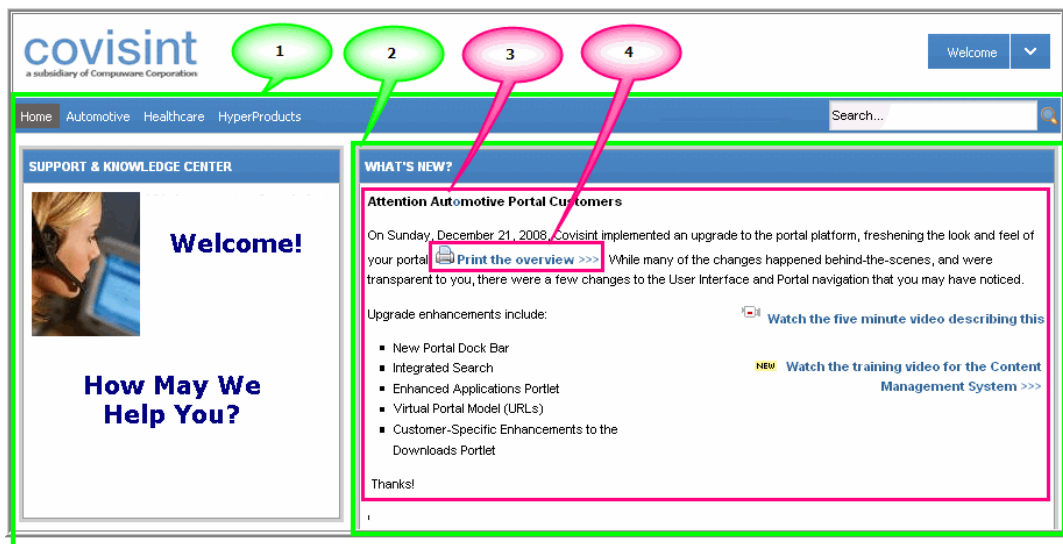 covisint
a subsidiary of Compuware Corporation
1
2
3
4
Welcome
Home Automotive Healthcare HyperProducts
Search...
SUPPORT & KNOWLEDGE CENTER
Welcome!
How May We
Help You?
WHAT'S NEW?
Attention Automotive Portal Customers
On Sunday, December 21, 2008, Covisint implemented an upgrade to the portal platform, freshening the look and feel of
your portal. Print the overview >>> While many of the changes happened behind-the-scenes, and were
transparent to you, there were a few changes to the User Interface and Portal navigation that you may have noticed.
Upgrade enhancements include:
▪ New Portal Dock Bar
▪ Integrated Search
▪ Enhanced Applications Portlet
▪ Virtual Portal Model (URLs)
▪ Customer-Specific Enhancements to the
Downloads Portlet
Watch the five minute video describing this
NEW Watch the training video for the Content
Management System >>>
Thanks!